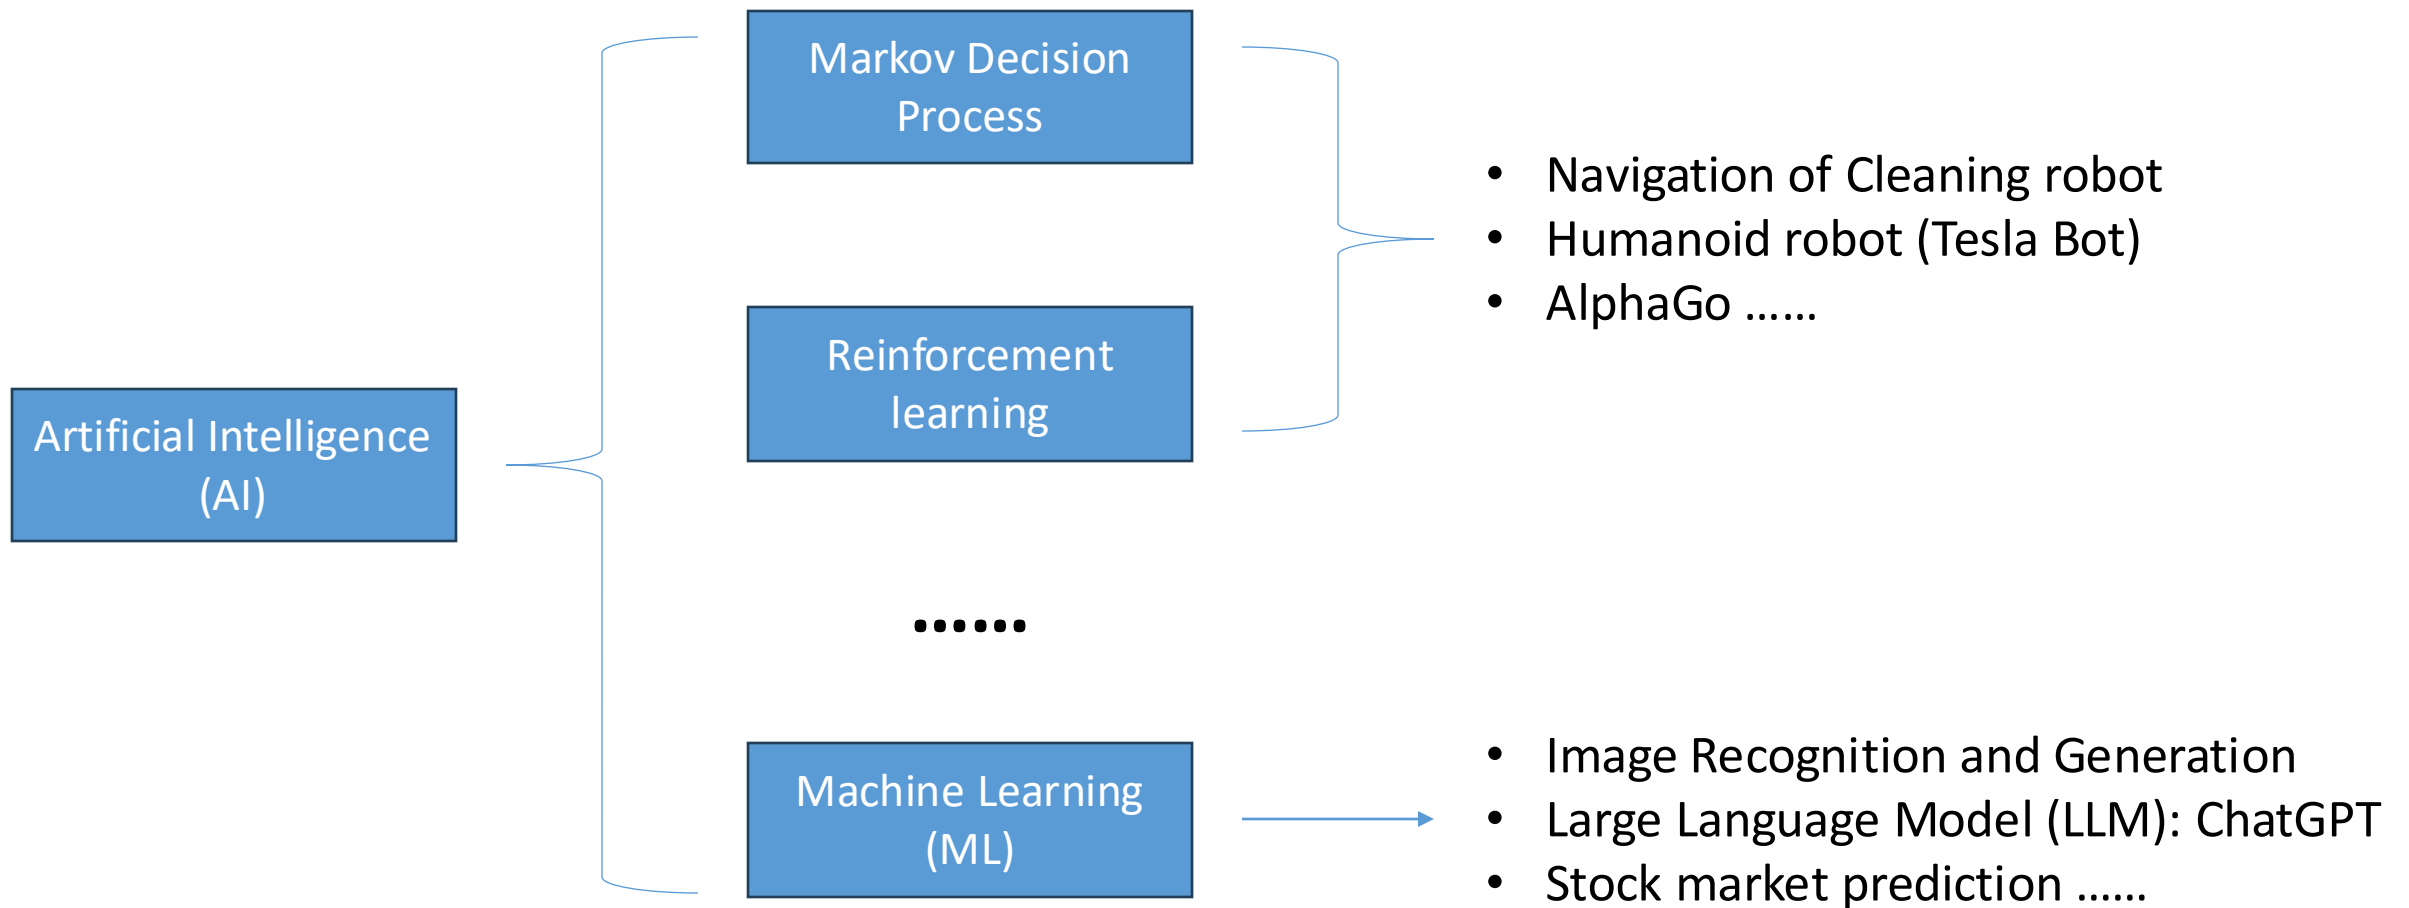 Markov Decision
Process
• Navigation of Cleaning robot
• Humanoid robot (Tesla Bot)
• AlphaGo ......
Reinforcement
learning
Artificial Intelligence
(AI)
......
Machine Learning
(ML)
• Image Recognition and Generation
• Large Language Model (LLM): ChatGPT
• Stock market prediction ......